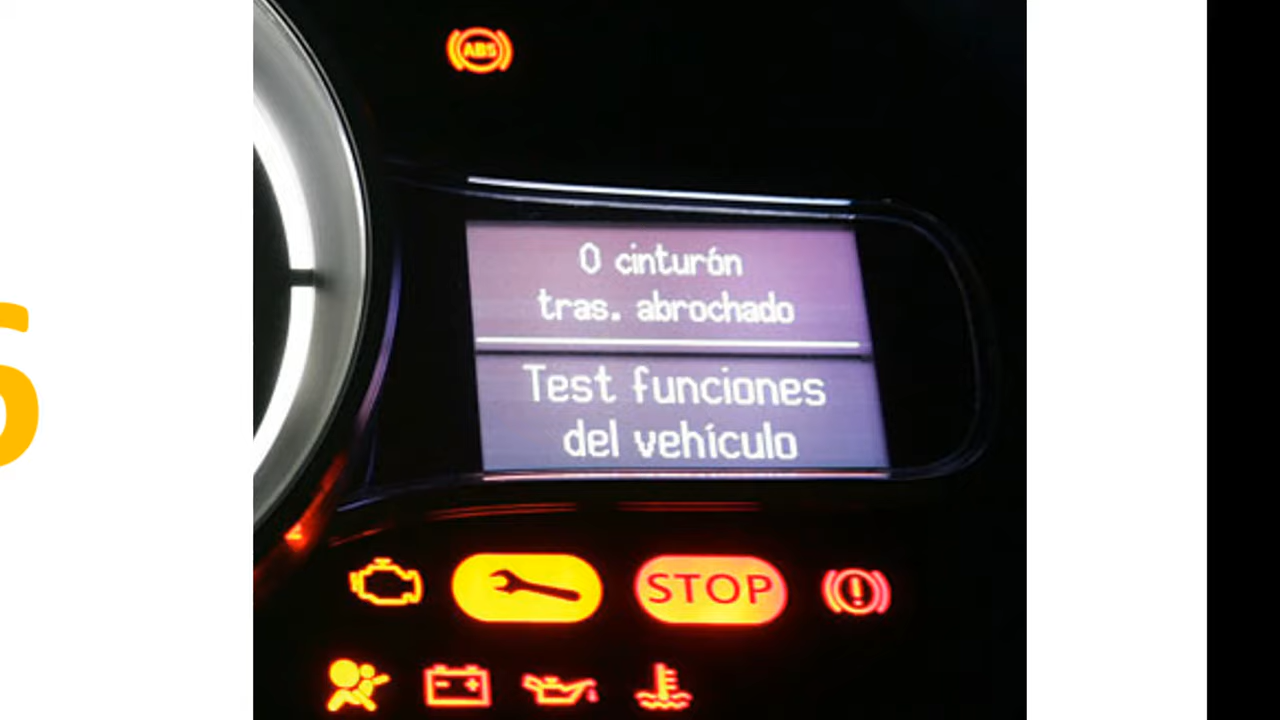 ABS
0 cinturón
tras. abrochado
Test funciones
del vehículo
STOP